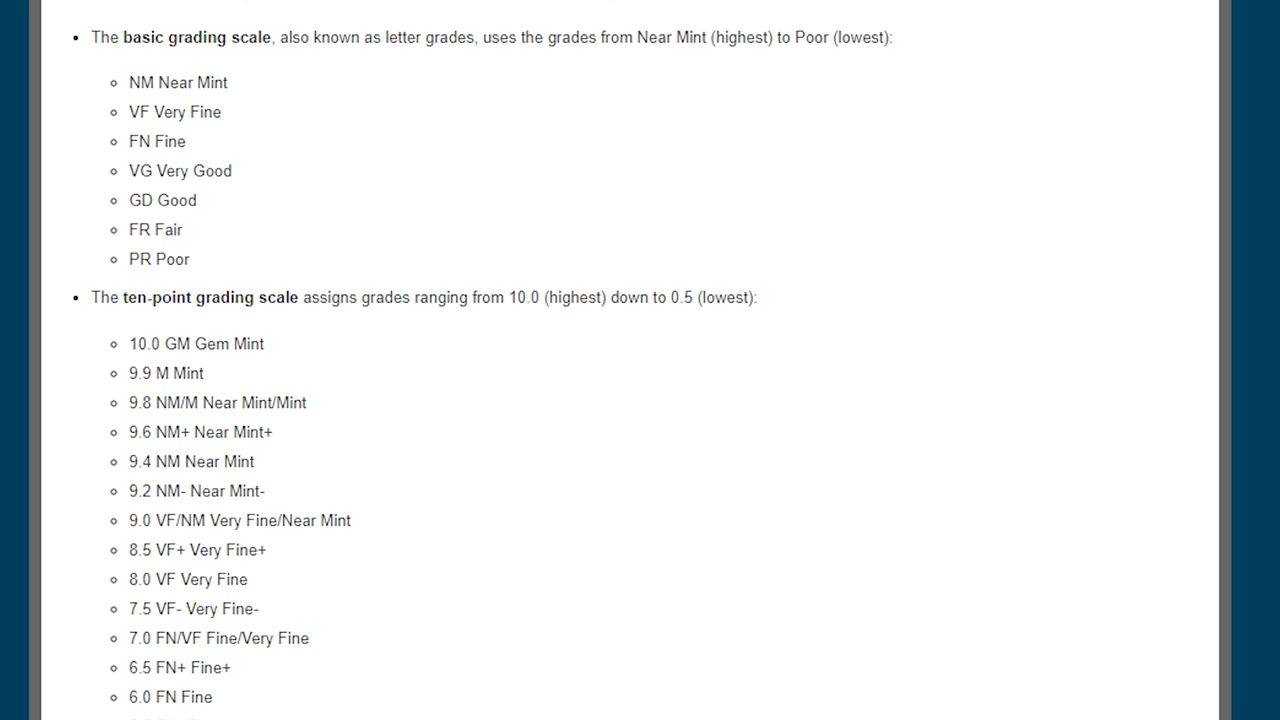 The basic grading scale, also known as letter grades, uses the grades from Near Mint (highest) to Poor (lowest):
NM Near Mint
VF Very Fine
FN Fine
VG Very Good
GD Good
FR Fair
PR Poor
The ten-point grading scale assigns grades ranging from 10.0 (highest) down to 0.5 (lowest):
10.0 GM Gem Mint
9.9 M Mint
9.8 NM/M Near Mint/Mint
9.6 NM+ Near Mint+
9.4 NM Near Mint
9.2 NM- Near Mint-
9.0 VF/NM Very Fine/Near Mint
8.5 VF+ Very Fine+
8.0 VF Very Fine
7.5 VF- Very Fine-
7.0 FN/VF Fine/Very Fine
6.5 FN+ Fine+
6.0 FN Fine